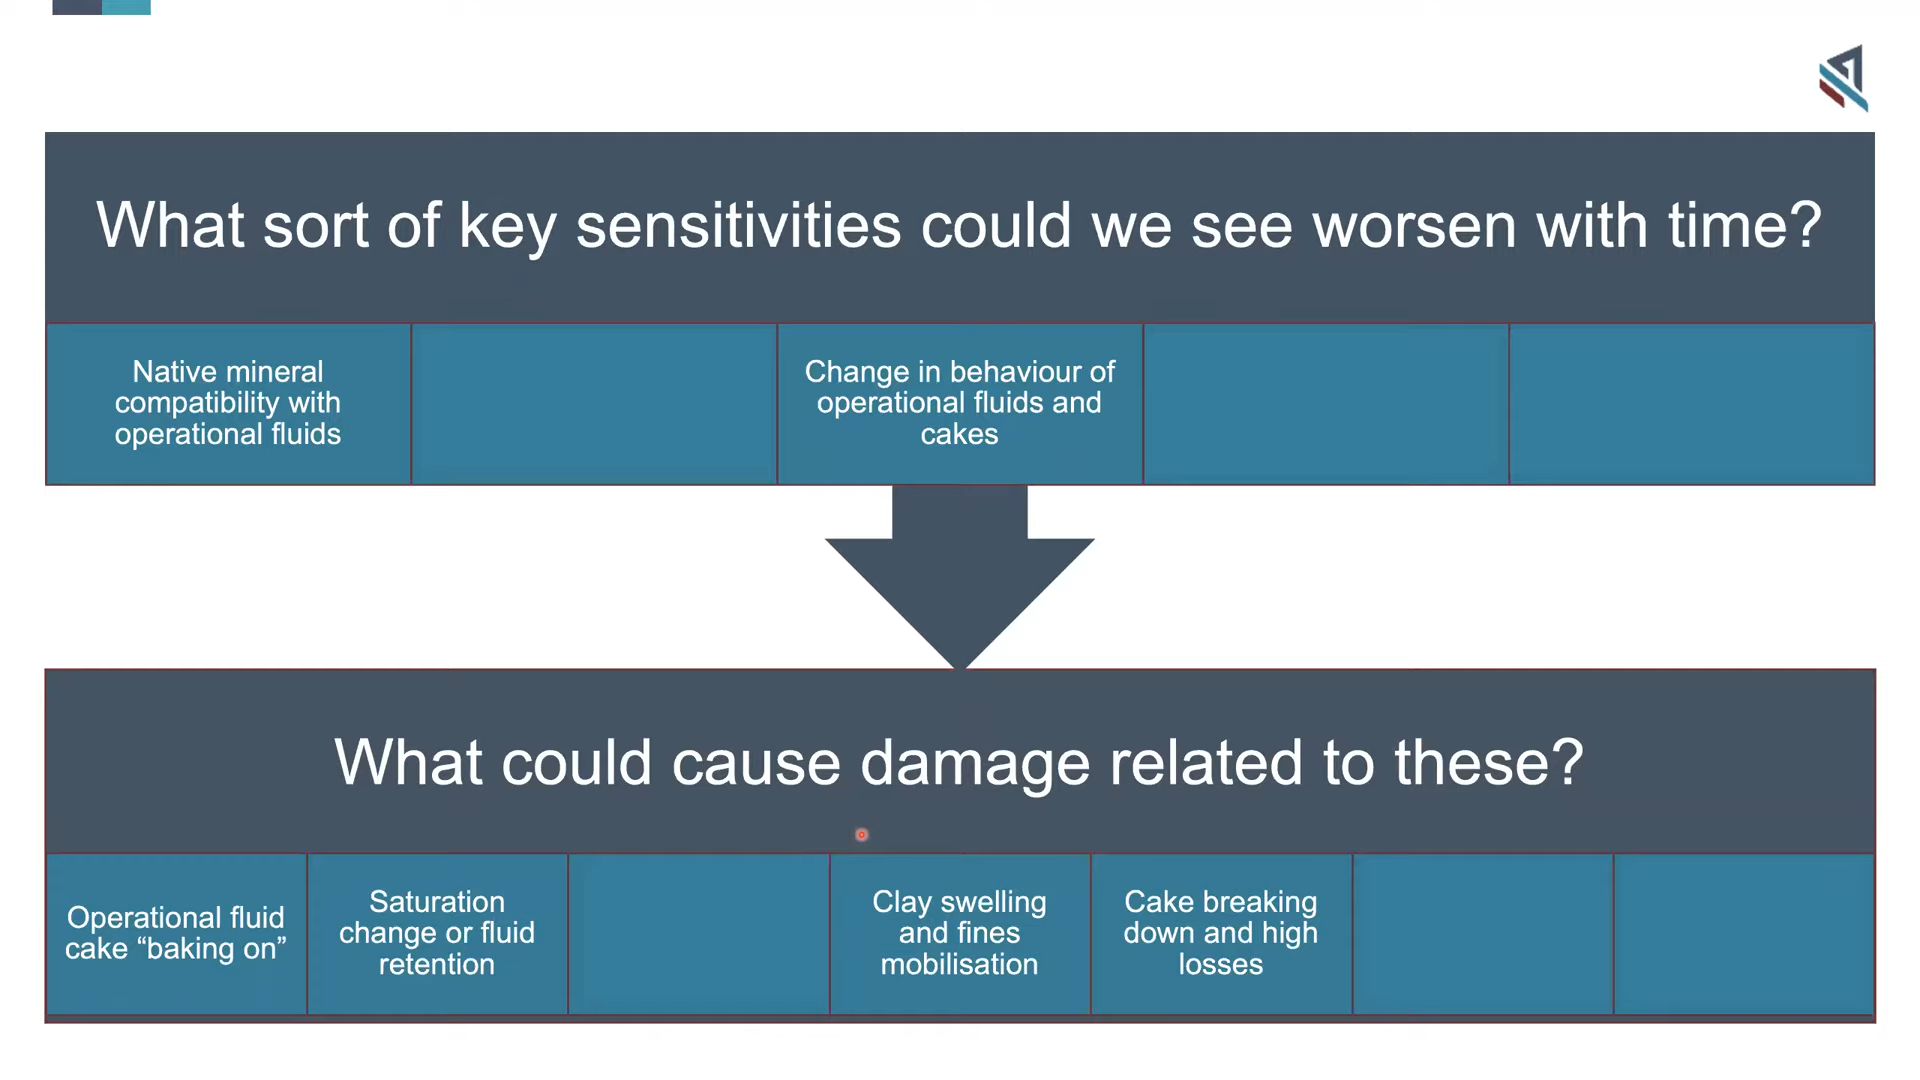 What sort of key sensitivities could we see worsen with time?
Native mineral
compatibility with
operational fluids
Change in behaviour of
operational fluids and
cakes
What could cause damage related to these?
Operational fluid
cake “baking on”
Saturation
change or fluid
retention
Clay swelling
and fines
mobilisation
Cake breaking
down and high
losses